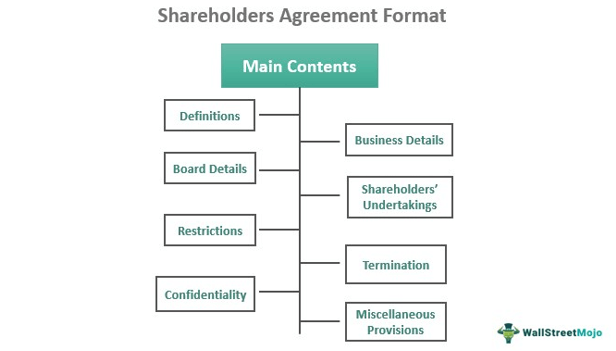 Shareholders Agreement Format
Main Contents
Definitions
Business Details
Board Details
Shareholders’
Undertakings
Restrictions
Termination
Confidentiality
Miscellaneous
Provisions
WallStreetMojo